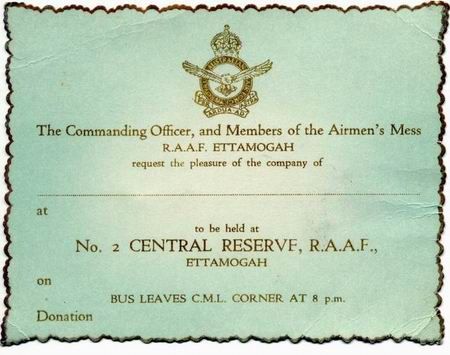 The Commanding Officer, and Members of the Airmen's Mess
R.A.A.F. ETTAMOGAH
request the pleasure of the company of
at
to be held at
No. 2 CENTRAL RESERVE, R.A.A.F.,
ETTAMOGAH
on
BUS LEAVES C.M.L. CORNER AT 8 p.m.
Donation